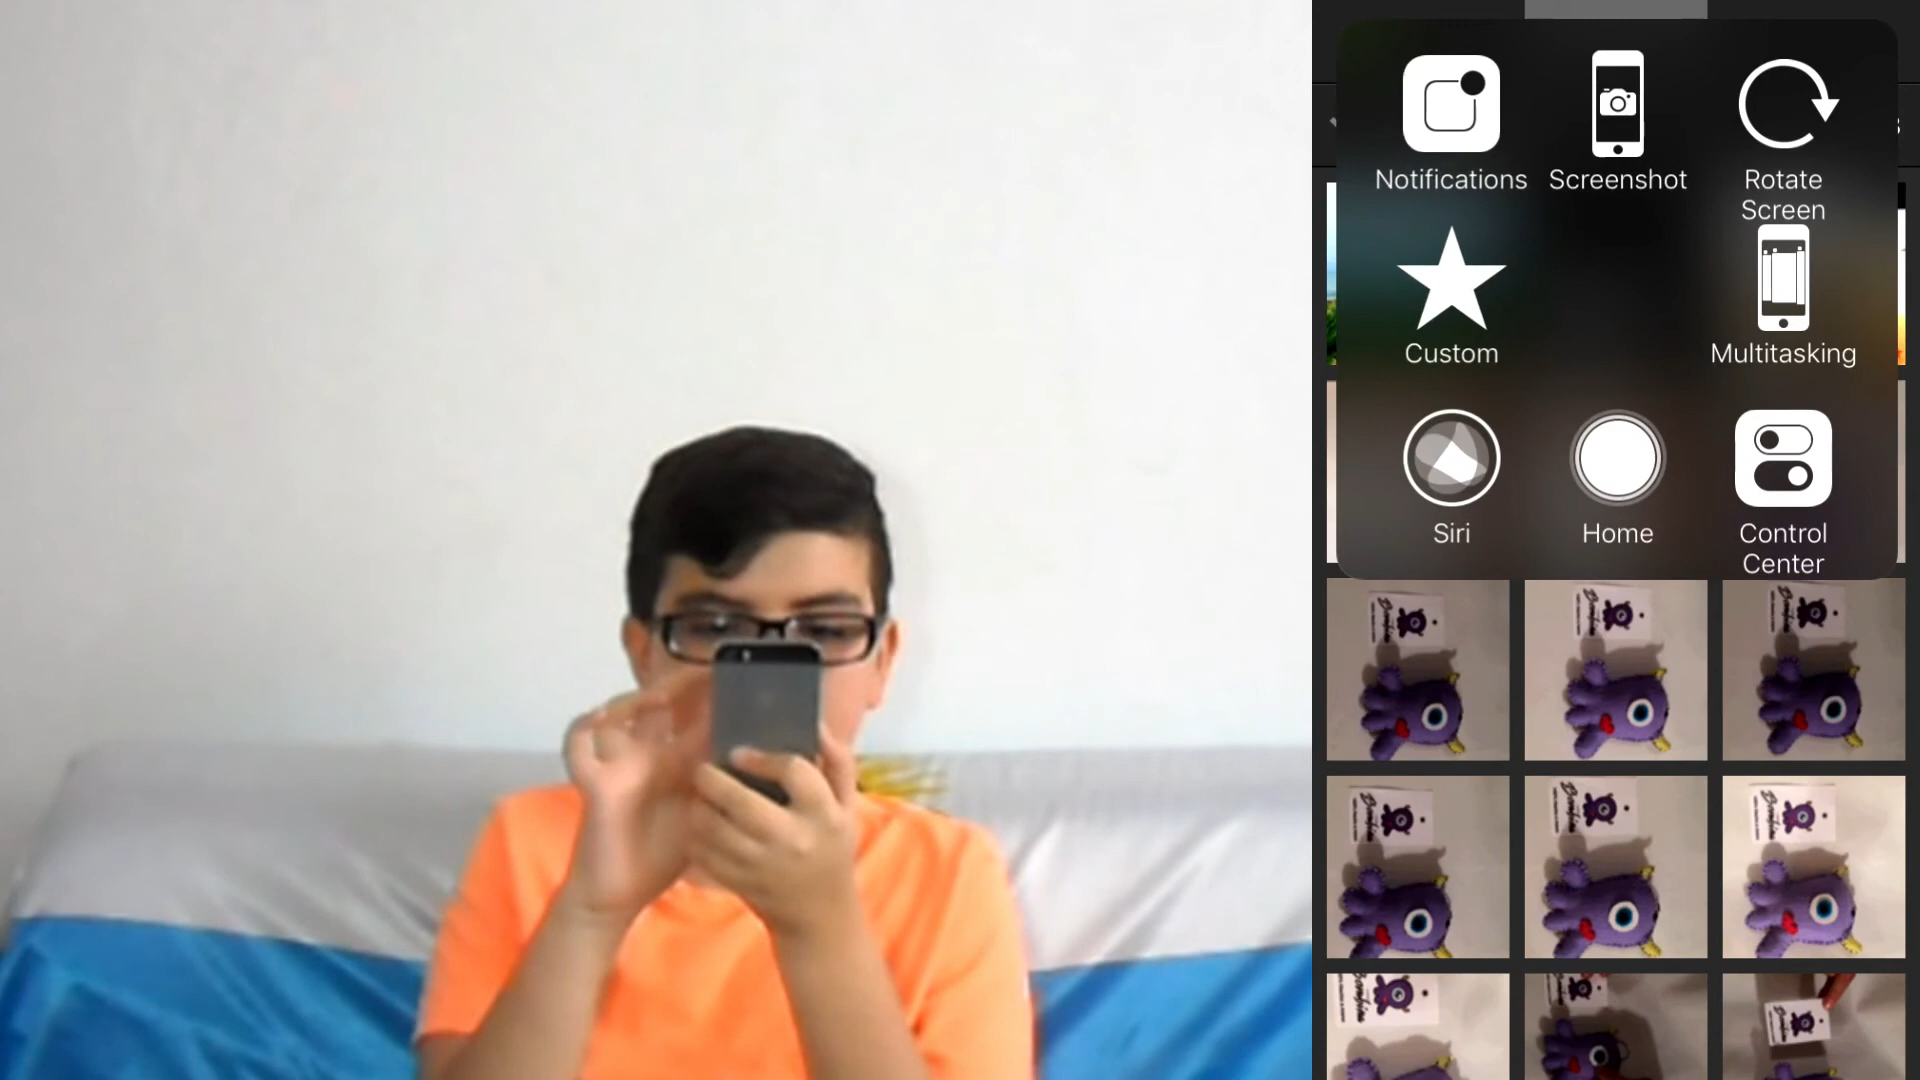 Notifications
Screenshot
Rotate
Screen
Custom
Multitasking
Siri
Home
Control
Center